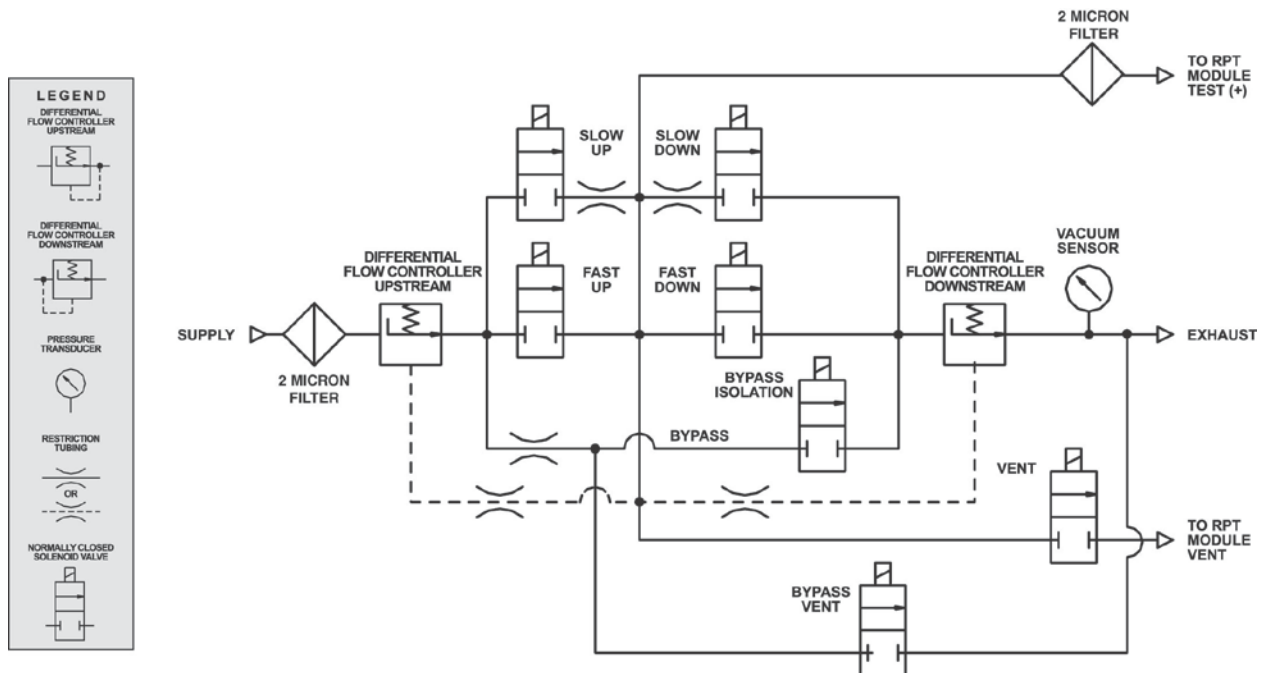 LEGEND
DIFFERENTIAL
FLOW CONTROLLER
UPSTREAM
DIFFERENTIAL
FLOW CONTROLLER
DOWNSTREAM
PRESSURE
TRANSDUCER
RESTRICTION
TUBING
OR
NORMALLY CLOSED
SOLENOID VALVE
2 MICRON
FILTER
TO RPT
MODULE
TEST (+)
SLOW
UP
SLOW
DOWN
VACUUM
SENSOR
DIFFERENTIAL
FLOW CONTROLLER
UPSTREAM
FAST
UP
FAST
DOWN
DIFFERENTIAL
FLOW CONTROLLER
DOWNSTREAM
SUPPLY
EXHAUST
2 MICRON
FILTER
BYPASS
ISOLATION
BYPASS
VENT
TO RPT
MODULE
VENT
BYPASS
VENT